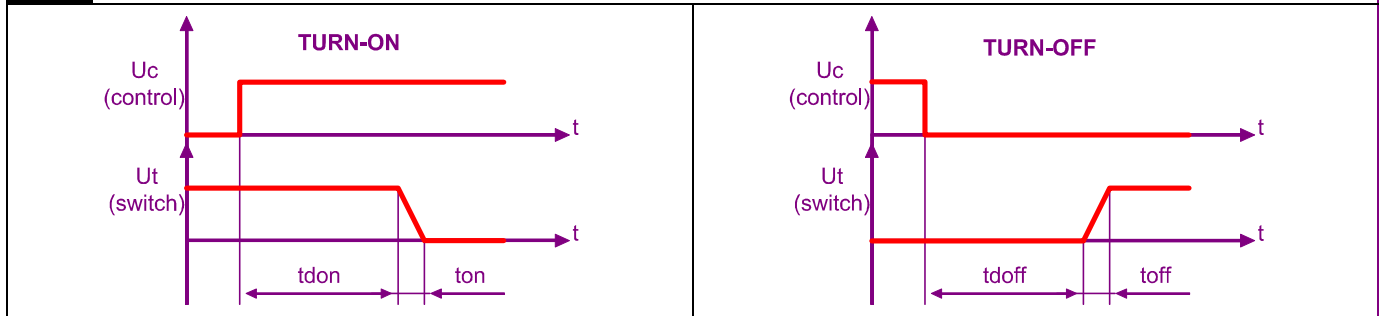 TURN-ON
Uc
(control)
t
Ut
(switch)
t
tdon
ton
TURN-OFF
Uc
(control)
t
Ut
(switch)
t
tdoff
toff